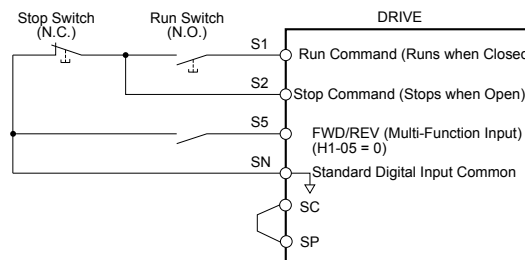 Stop Switch
(N.C.)
Run Switch
(N.O.)
DRIVE
S1
Run Command (Runs when Closed
S2
Stop Command (Stops when Open)
S5
FWD/REV (Multi-Function Input)
(H1-05 = 0)
SN
Standard Digital Input Common
SC
SP